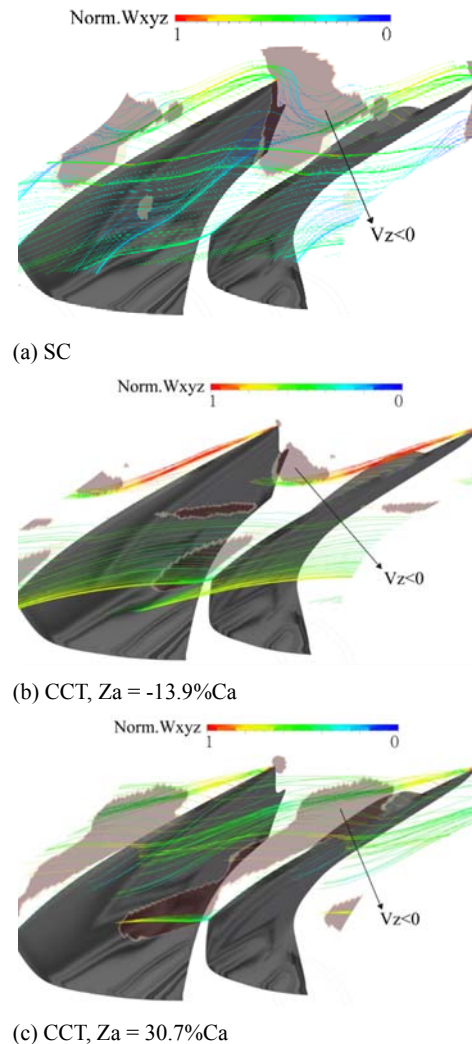 Norm.Wxyz
1 0
Vz<0
(a) SC
Norm.Wxyz
1 0
Vz<0
(b) CCT, Za = -13.9%Ca
Norm.Wxyz
1 0
Vz<0
(c) CCT, Za = 30.7%Ca